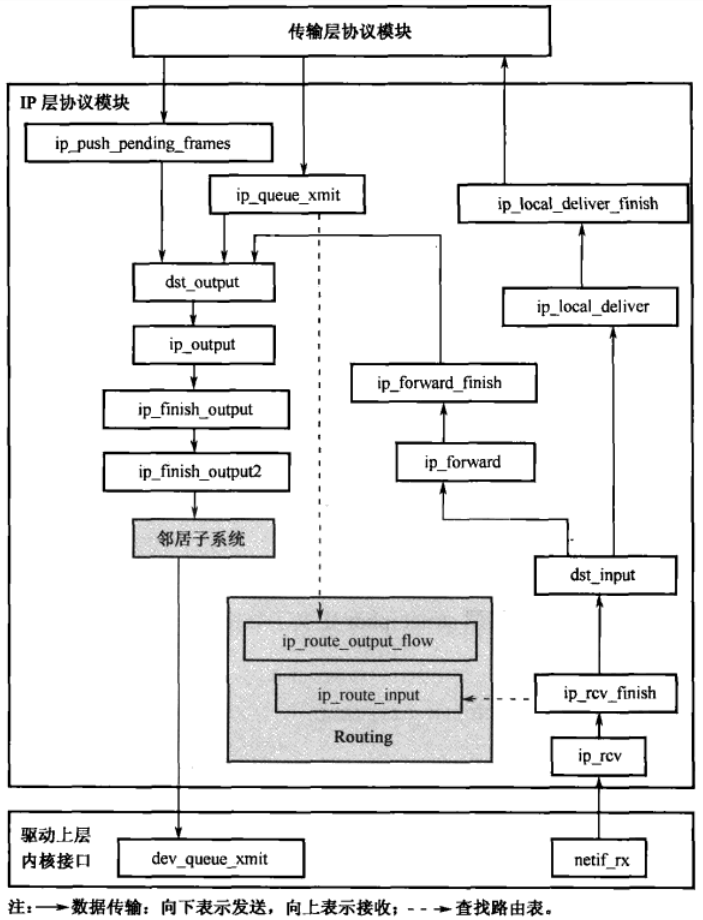 传输层协议模块
IP 层协议模块
ip_push_pending_frames
ip_queue_xmit
ip_local_deliver_finish
dst_output
ip_local_deliver
ip_output
ip_forward_finish
ip_finish_output
ip_forward
ip_finish_output2
邻居子系统
dst_input
ip_route_output_flow
ip_route_input
ip_rcv_finish
Routing
ip_rcv
驱动上层
内核接口
dev_queue_xmit
netif_rx
注：→ 数据传输：向下表示发送，向上表示接收；- - → 查找路由表。